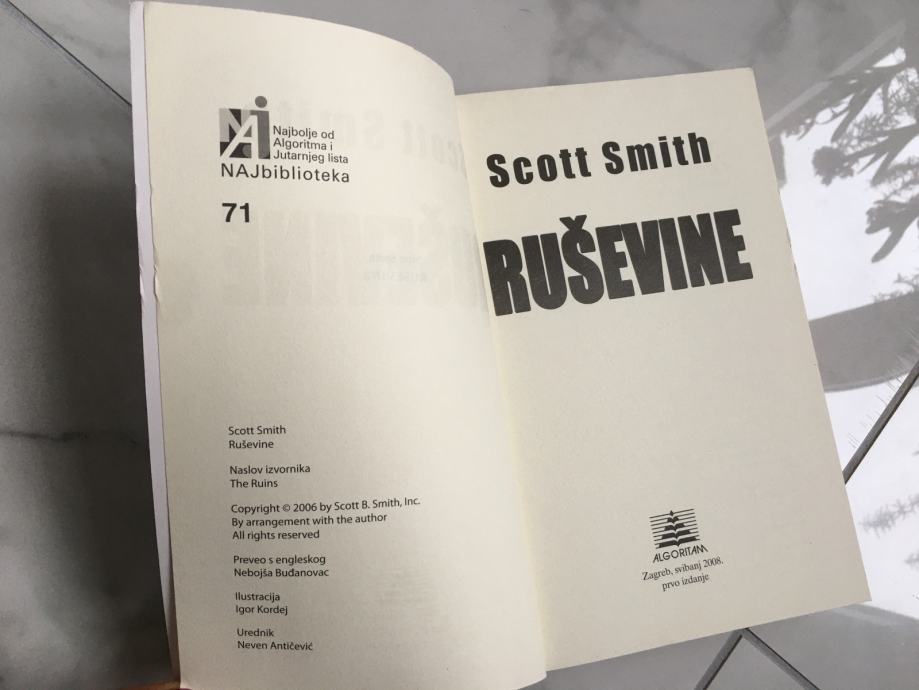 NAJ
Najbolje od
Algoritma i
Jutarnjeg lista
NAJbiblioteka
71
Scott Smith
Ruševine
Naslov izvornika
The Ruins
Copyright © 2006 by Scott B. Smith, Inc.
By arrangement with the author
All rights reserved
Preveo s engleskog
Nebojša Buđanovac
Ilustracija
Igor Kordej
Urednik
Neven Antičević
Scott Smith
RUŠEVINE
ALGORITAM
Zagreb, svibanj 2008.
prvo izdanje